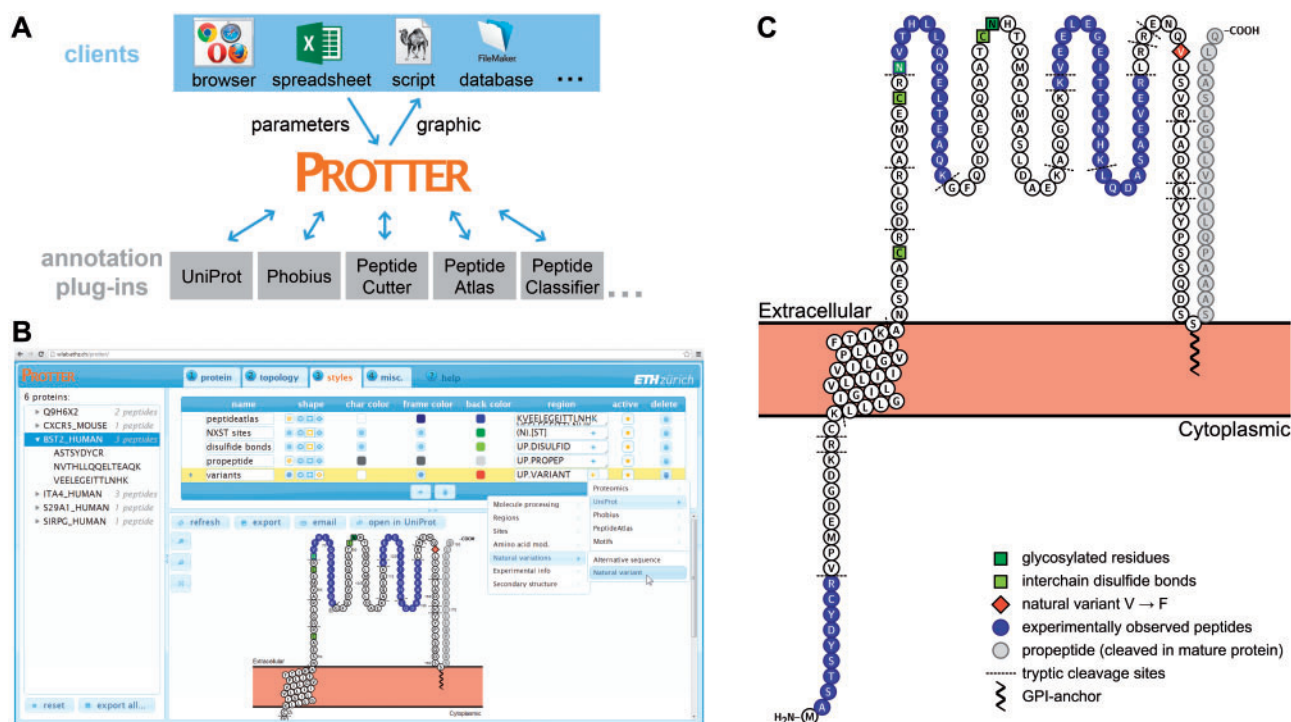 A
clients
browser spreadsheet script database ...
FileMaker
parameters graphic
PROTTER
annotation
plug-ins
UniProt
Phobius
Peptide
Cutter
Peptide
Atlas
Peptide
Classifier
...
B
PROTTER
1 protein 2 topology 3 styles 4 misc. help
ETH zürich
6 proteins:
Q9H6X2 2 peptides
CXCR5_MOUSE 1 peptide
BST2_HUMAN 3 peptides
ASTSYDYCR
NVTHLLQQELTEAQK
VEELEGEITTLNHK
ITA4_HUMAN 3 peptides
S29A1_HUMAN 1 peptide
SIRPG_HUMAN 1 peptide
reset export all...
name shape char color frame color back color region active delete
peptideatlas KVEELEGEITTLNHK
NXST sites (N).[ST]
disulfide bonds UP.DISULFID
propeptide UP.PROPEP
variants UP.VARIANT
refresh export email open in UniProt
Molecule processing
Regions
Sites
Amino acid mod.
Natural variations
Experimental info
Secondary structure
Proteomics
UniProt
Phobius
PeptideAtlas
Motifs
Alternative sequence
Natural variant
-COOH
Extracellular
Cytoplasmic
C
-COOH
Extracellular
Cytoplasmic
H₂N-
glycosylated residues
interchain disulfide bonds
natural variant V → F
experimentally observed peptides
propeptide (cleaved in mature protein)
tryptic cleavage sites
GPI-anchor